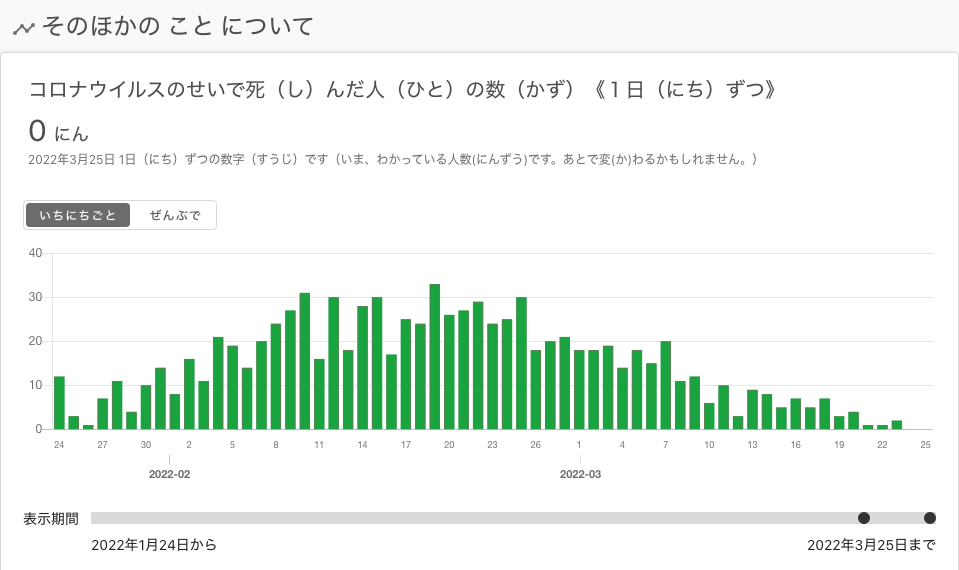 そのほかの こと について
コロナウイルスのせいで死（し）んだ人（ひと）の数（かず）《１日（にち）ずつ》
0 にん
2022年3月25日 1日（にち）ずつの数字（すうじ）です（いま、わかっている人数(にんずう)です。あとで変(か)わるかもしれません。）
いちにちごと ぜんぶで
40
30
20
10
0
24 27 30 2 5 8 11 14 17 20 23 26 1 4 7 10 13 16 19 22 25
2022-02 2022-03
表示期間
2022年1月24日から 2022年3月25日まで